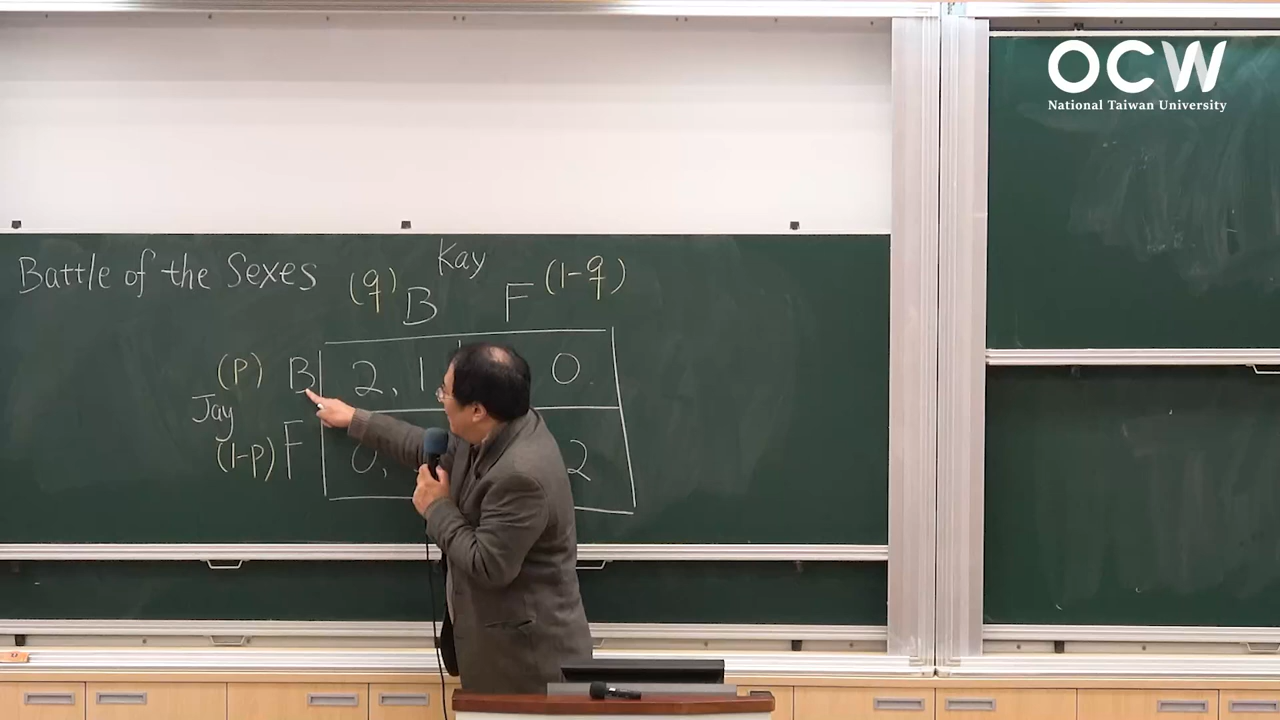 OCW
National Taiwan University
Battle of the Sexes
Kay
(q) B F (1-q)
(p) B 2, 1 0
Jay
(1-p) F 0, 2